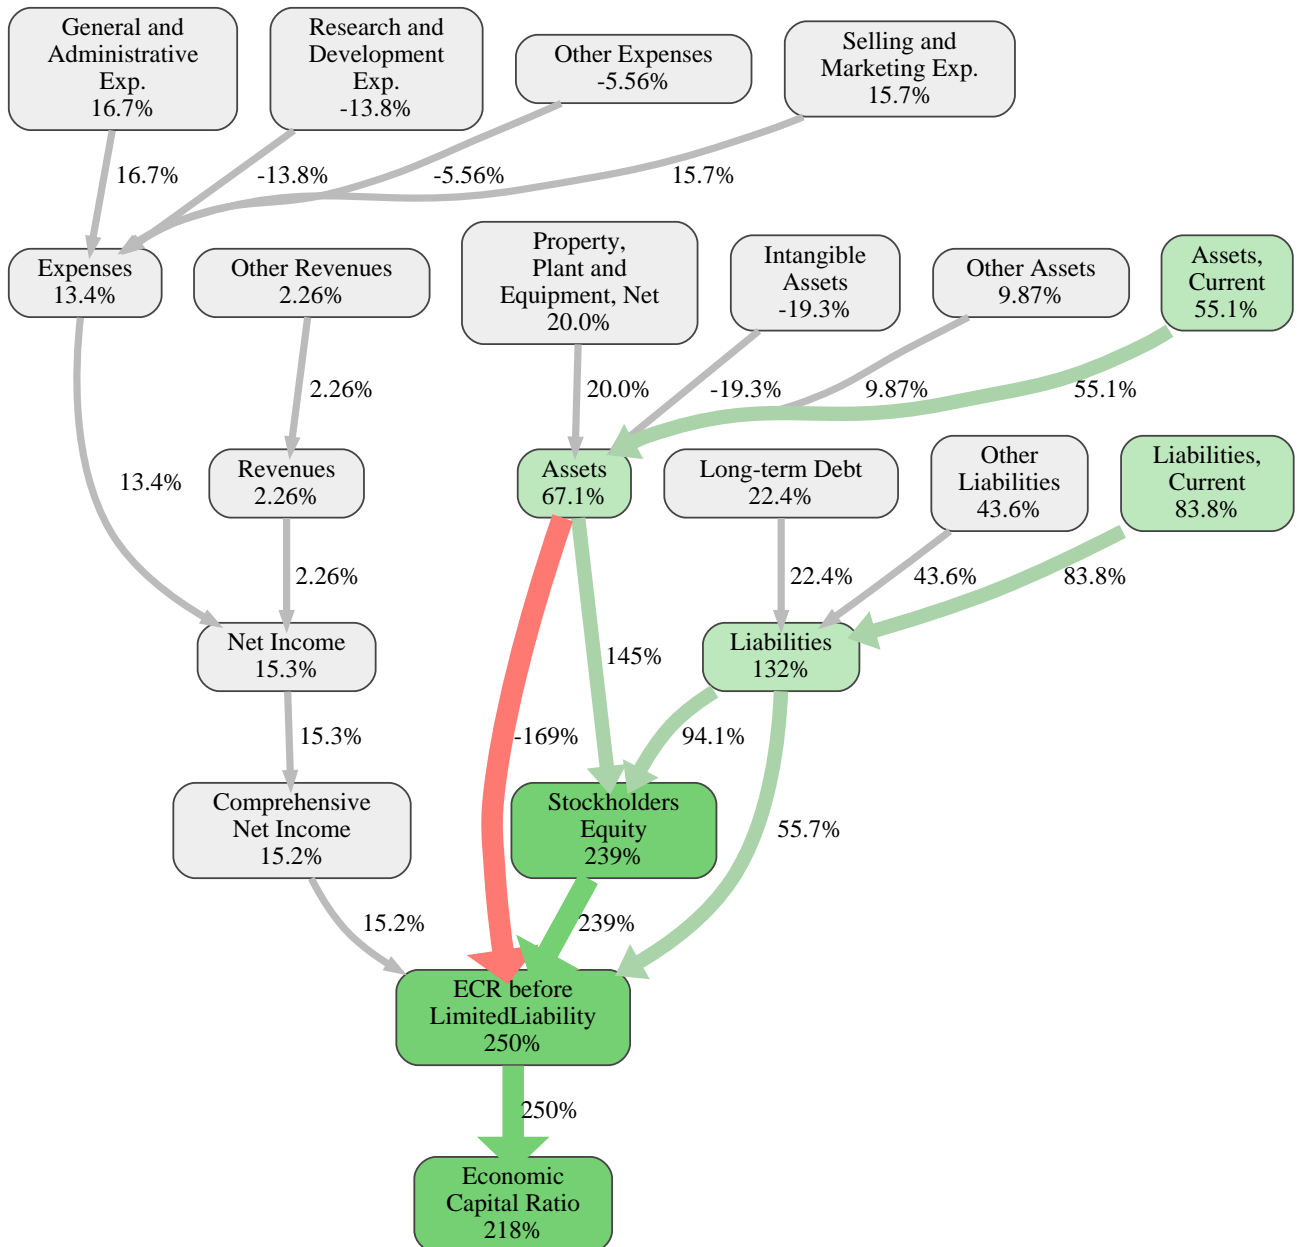 General and
Administrative
Exp.
16.7%
Research and
Development
Exp.
-13.8%
Other Expenses
-5.56%
Selling and
Marketing Exp.
15.7%
16.7%
-13.8%
-5.56%
15.7%
Expenses
13.4%
Other Revenues
2.26%
Property,
Plant and
Equipment, Net
20.0%
Intangible
Assets
-19.3%
Other Assets
9.87%
Assets,
Current
55.1%
2.26%
20.0%
-19.3%
9.87%
55.1%
13.4%
Revenues
2.26%
Assets
67.1%
Long-term Debt
22.4%
Other
Liabilities
43.6%
Liabilities,
Current
83.8%
2.26%
22.4%
43.6%
83.8%
Net Income
15.3%
145%
Liabilities
132%
15.3%
-169%
94.1%
Comprehensive
Net Income
15.2%
Stockholders
Equity
239%
55.7%
15.2%
239%
ECR before
LimitedLiability
250%
250%
Economic
Capital Ratio
218%